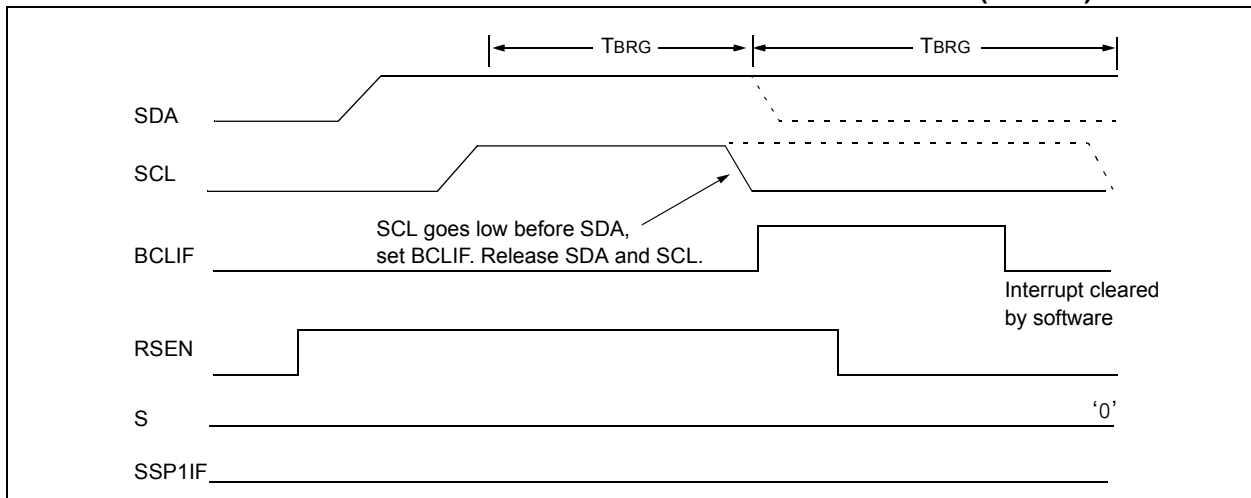 TBRG TBRG
SDA
SCL
SCL goes low before SDA,
set BCLIF. Release SDA and SCL.
BCLIF
Interrupt cleared
by software
RSEN
S
‘0’
SSP1IF